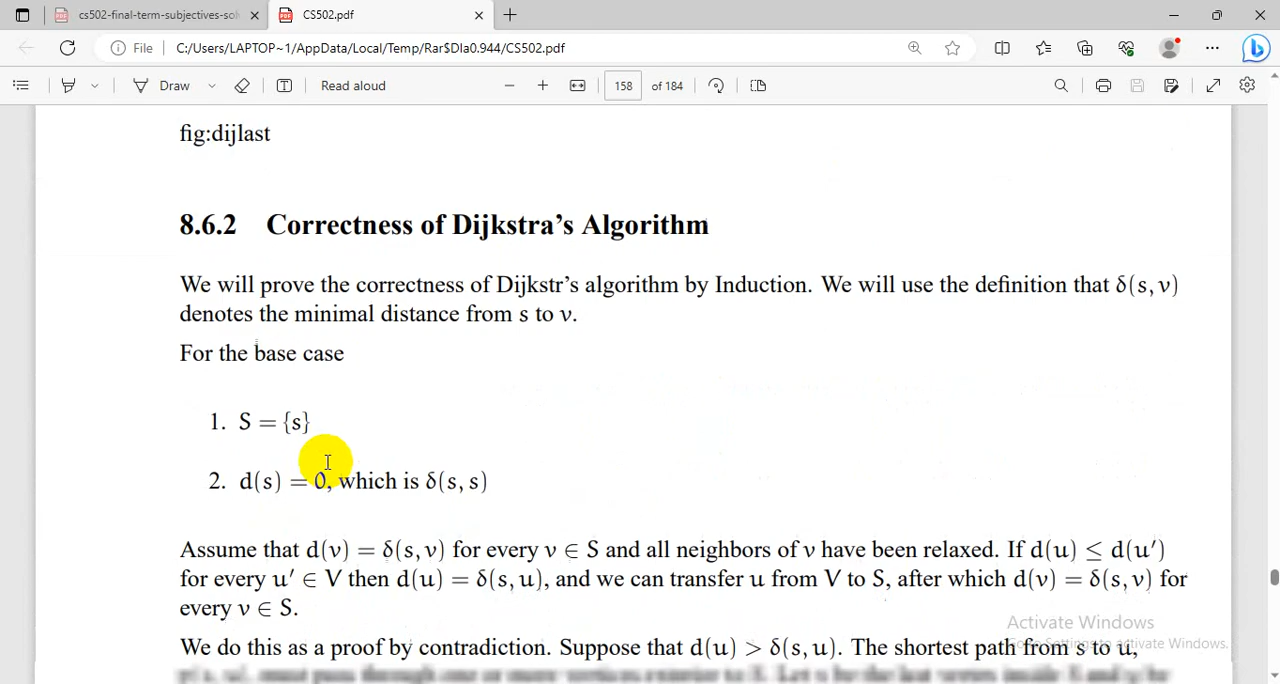 cs502-final-term-subjectives-sol
CS502.pdf
File
C:/Users/LAPTOP~1/AppData/Local/Temp/Rar$DIa0.944/CS502.pdf
Draw
Read aloud
158
of 184
fig:dijlast
8.6.2 Correctness of Dijkstra's Algorithm
We will prove the correctness of Dijkstr's algorithm by Induction. We will use the definition that δ(s, v)
denotes the minimal distance from s to v.
For the base case
1. S = {s}
2. d(s) = 0, which is δ(s, s)
Assume that d(v) = δ(s, v) for every v ∈ S and all neighbors of v have been relaxed. If d(u) ≤ d(u′)
for every u′ ∈ V then d(u) = δ(s, u), and we can transfer u from V to S, after which d(v) = δ(s, v) for
every v ∈ S.
Activate Windows
Go to Settings to activate Windows.
We do this as a proof by contradiction. Suppose that d(u) > δ(s, u). The shortest path from s to u,